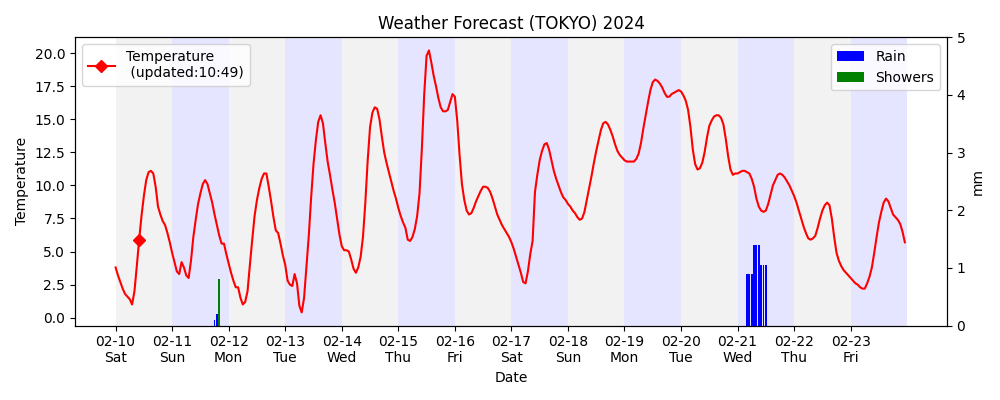 Weather Forecast (TOKYO) 2024
Temperature
(updated:10:49)
Rain
Showers
20.0
17.5
15.0
12.5
10.0
7.5
5.0
2.5
0.0
Temperature
5
4
3
2
1
0
mm
02-10 02-11 02-12 02-13 02-14 02-15 02-16 02-17 02-18 02-19 02-20 02-21 02-22 02-23
Sat Sun Mon Tue Wed Thu Fri Sat Sun Mon Tue Wed Thu Fri
Date